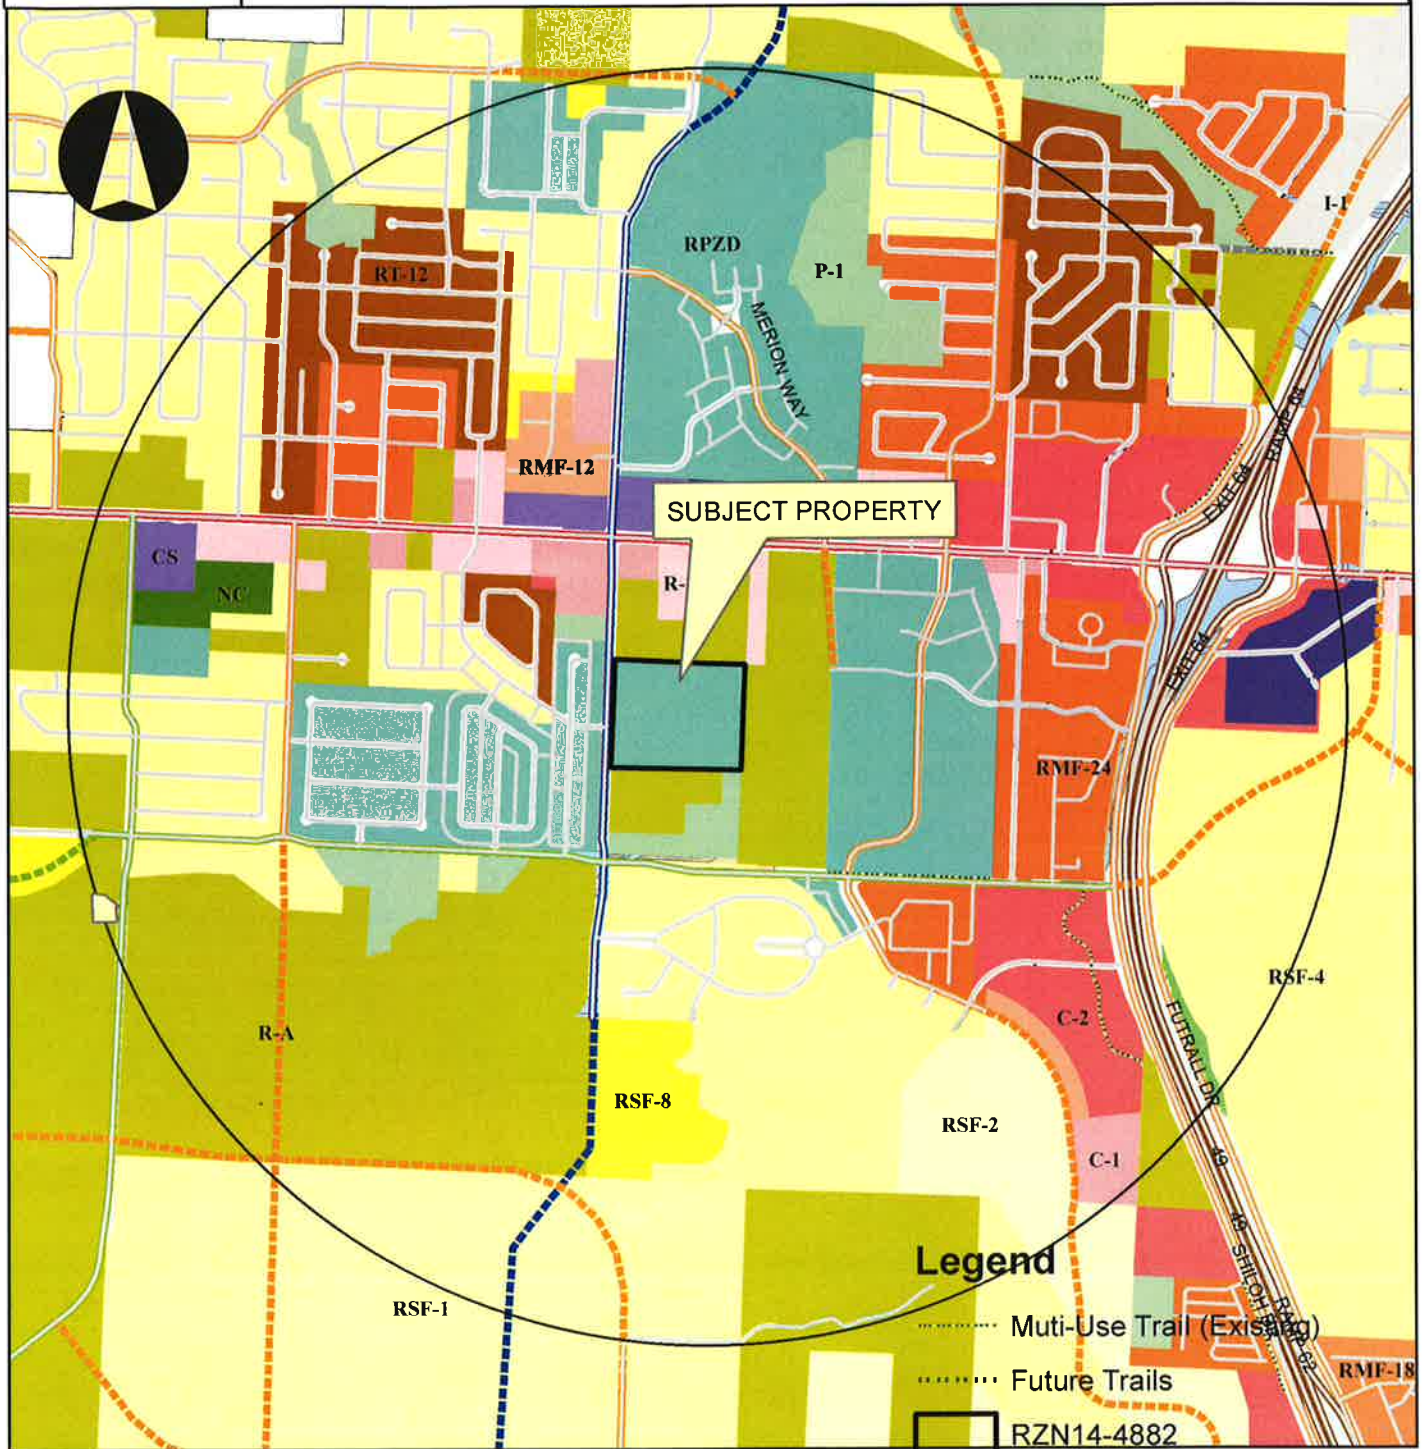 I-1
RPZD
P-1
RT-12
MERION WAY
RAMP 64
EXIT 64
RMF-12
SUBJECT PROPERTY
CS
NC
R-
EXIT 64
RMF-24
RSF-4
C-2
FUTRALL DR
R-A
RSF-8
RSF-2
C-1
49
49
SHILOH
RAMP 62
Legend
RSF-1
Muti-Use Trail (Existing)
RMF-18
Future Trails
RZN14-4882